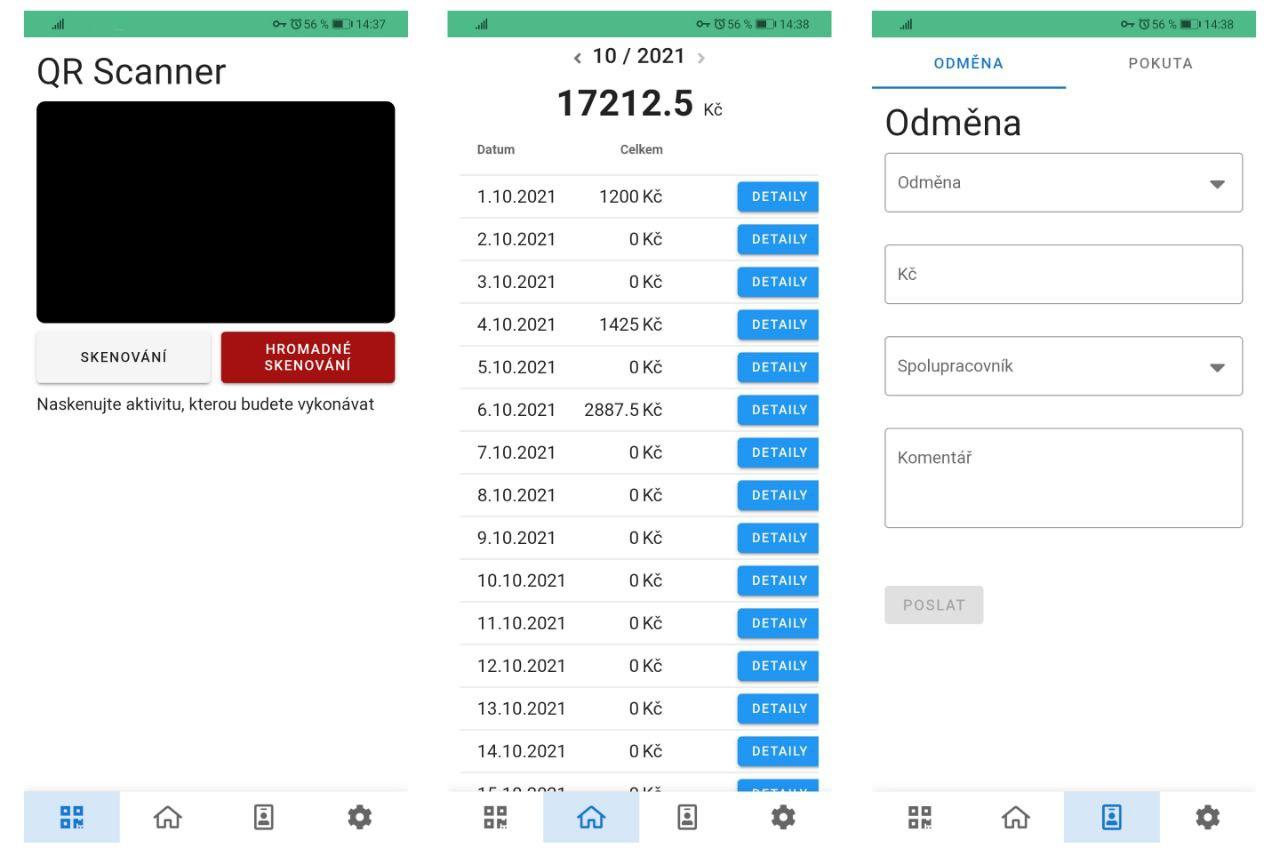 56 % 14:37
QR Scanner
SKENOVÁNÍ
HROMADNÉ
SKENOVÁNÍ
Naskenujte aktivitu, kterou budete vykonávat
56 % 14:38
< 10 / 2021 >
17212.5 Kč
Datum Celkem
1.10.2021 1200 Kč DETAILY
2.10.2021 0 Kč DETAILY
3.10.2021 0 Kč DETAILY
4.10.2021 1425 Kč DETAILY
5.10.2021 0 Kč DETAILY
6.10.2021 2887.5 Kč DETAILY
7.10.2021 0 Kč DETAILY
8.10.2021 0 Kč DETAILY
9.10.2021 0 Kč DETAILY
10.10.2021 0 Kč DETAILY
11.10.2021 0 Kč DETAILY
12.10.2021 0 Kč DETAILY
13.10.2021 0 Kč DETAILY
14.10.2021 0 Kč DETAILY
15.10.2021 0 Kč DETAILY
56 % 14:38
ODMĚNA POKUTA
Odměna
Odměna
Kč
Spolupracovník
Komentář
POSLAT